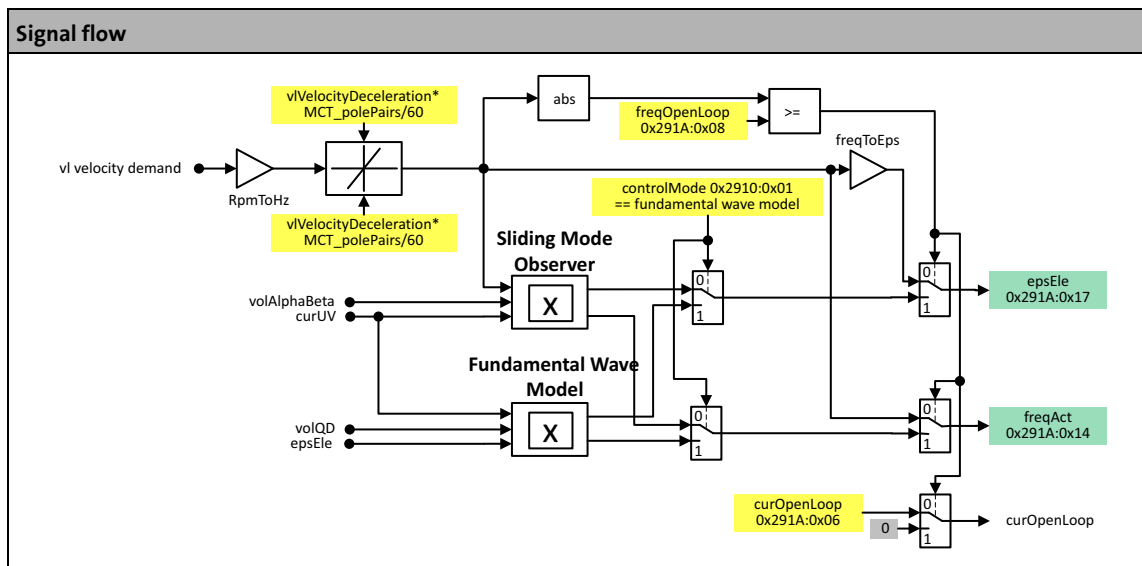 Signal flow
vlVelocityDeceleration*
MCT_polePairs/60
abs
freqOpenLoop
0x291A:0x08
>=
freqToEps
vl velocity demand
RpmToHz
controlMode 0x2910:0x01
== fundamental wave model
vlVelocityDeceleration*
MCT_polePairs/60
Sliding Mode
Observer
0
1
0
1
epsEle
0x291A:0x17
volAlphaBeta
curUV
X
Fundamental Wave
Model
X
volQD
epsEle
0
1
0
1
freqAct
0x291A:0x14
curOpenLoop
0x291A:0x06
0
0
1
curOpenLoop